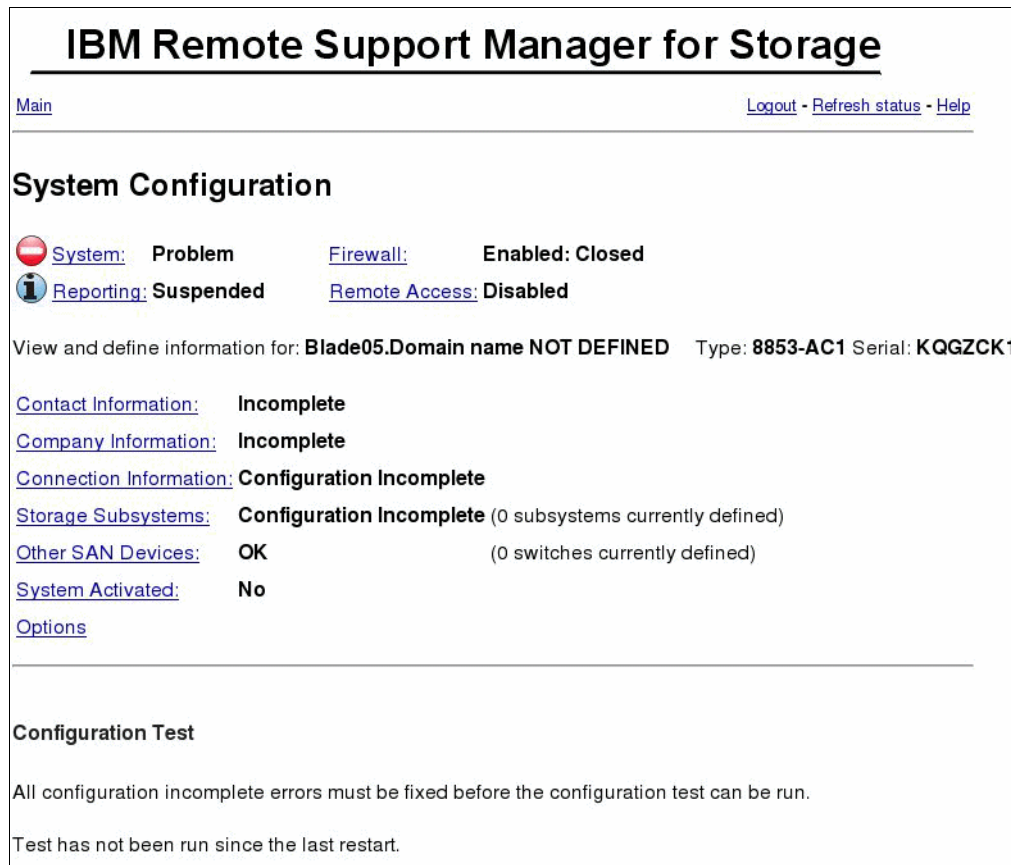 IBM Remote Support Manager for Storage
Main Logout - Refresh status - Help
System Configuration
System: Problem Firewall: Enabled: Closed
Reporting: Suspended Remote Access: Disabled
View and define information for: Blade05.Domain name NOT DEFINED Type: 8853-AC1 Serial: KQGZCK1
Contact Information: Incomplete
Company Information: Incomplete
Connection Information: Configuration Incomplete
Storage Subsystems: Configuration Incomplete (0 subsystems currently defined)
Other SAN Devices: OK (0 switches currently defined)
System Activated: No
Options
Configuration Test
All configuration incomplete errors must be fixed before the configuration test can be run.
Test has not been run since the last restart.